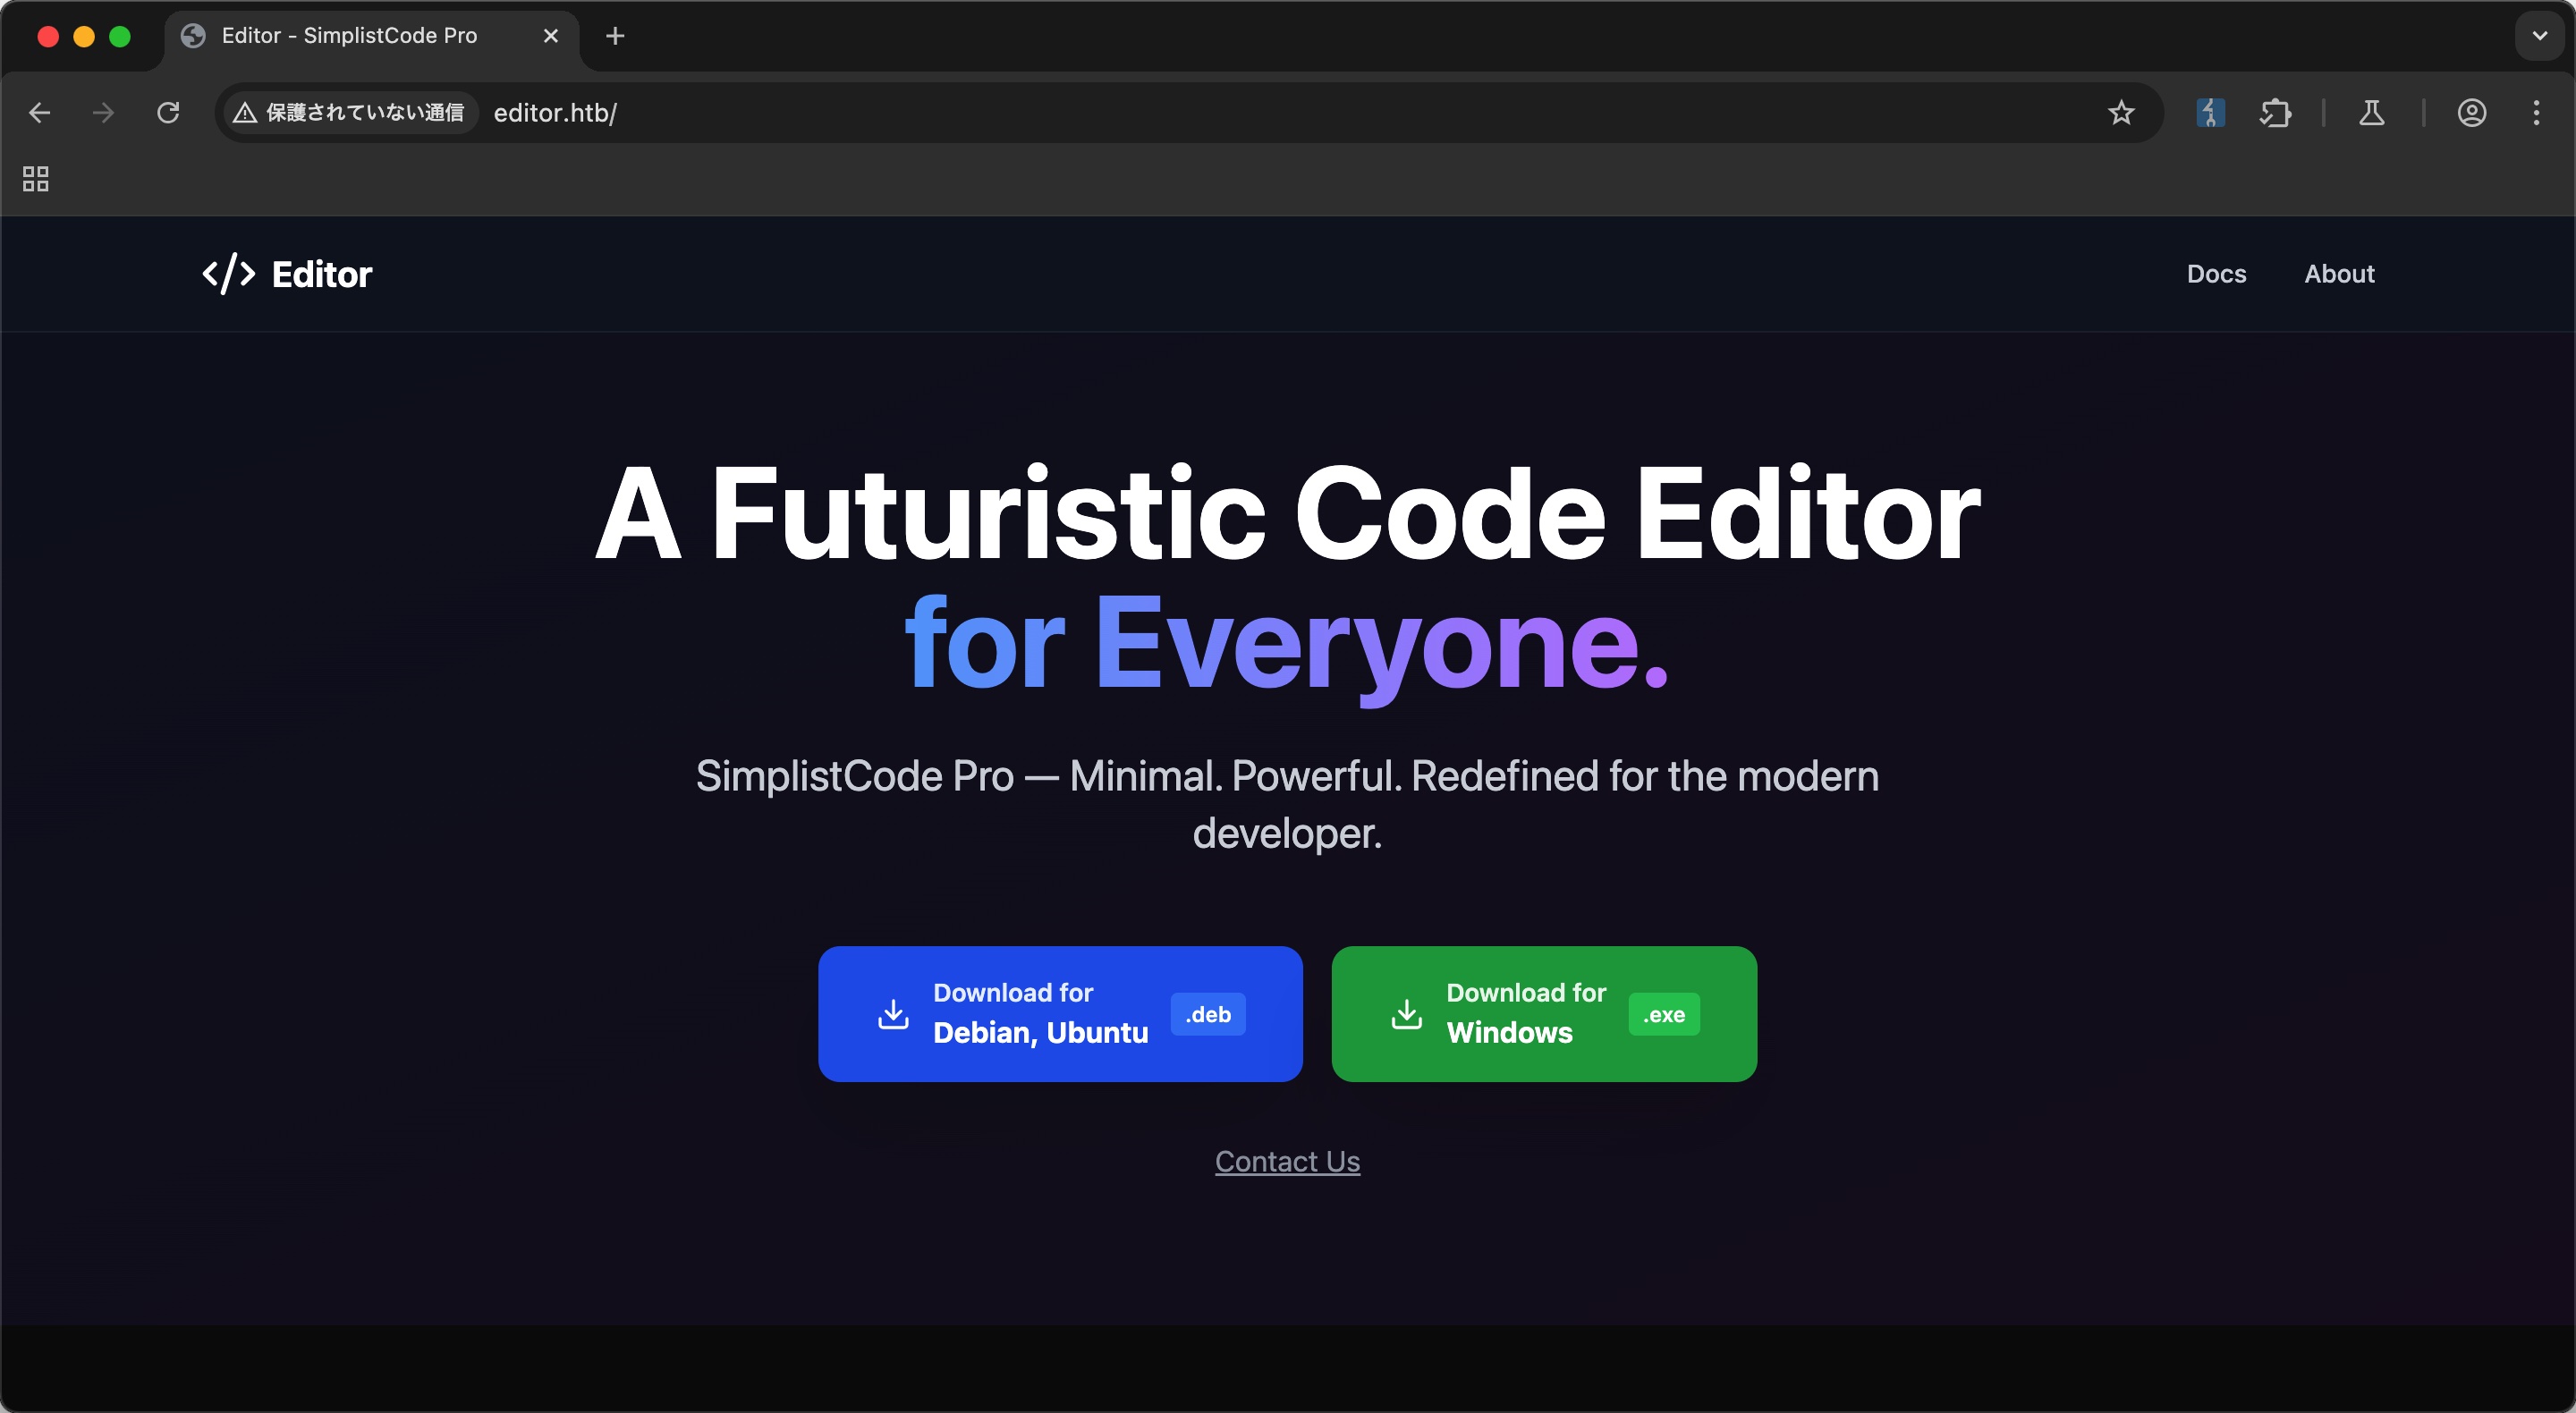 Editor - SimplistCode Pro
保護されていない通信 editor.htb/
Editor
Docs About
A Futuristic Code Editor
for Everyone.
SimplistCode Pro — Minimal. Powerful. Redefined for the modern
developer.
Download for
Debian, Ubuntu
.deb
Download for
Windows
.exe
Contact Us